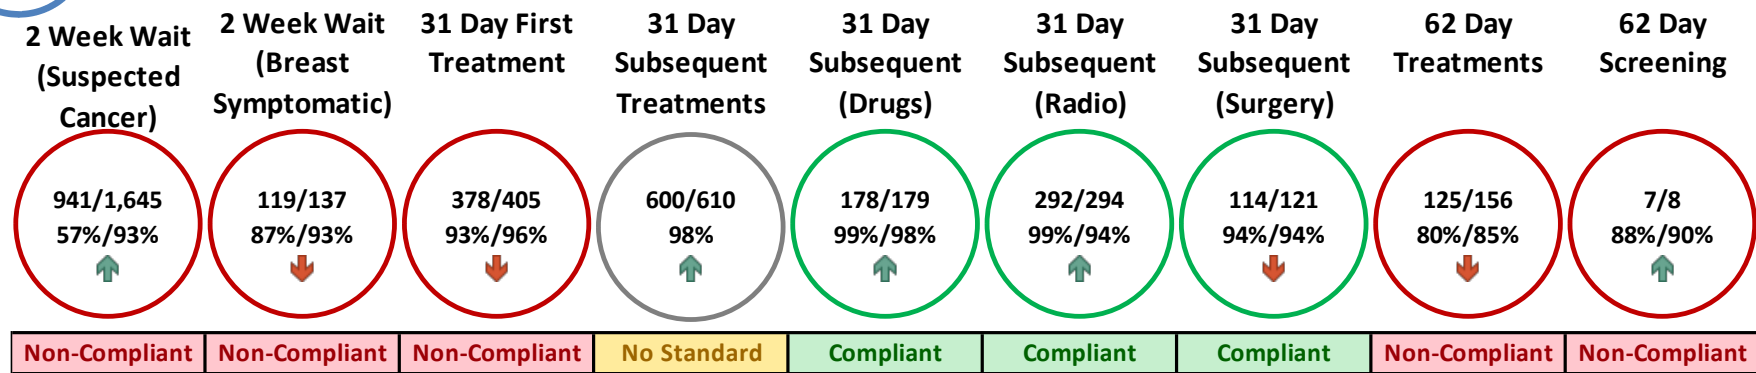 2 Week Wait
(Suspected
Cancer)
2 Week Wait
(Breast
Symptomatic)
31 Day First
Treatment
31 Day
Subsequent
Treatments
31 Day
Subsequent
(Drugs)
31 Day
Subsequent
(Radio)
31 Day
Subsequent
(Surgery)
62 Day
Treatments
62 Day
Screening
941/1,645
57%/93%
119/137
87%/93%
378/405
93%/96%
600/610
98%
178/179
99%/98%
292/294
99%/94%
114/121
94%/94%
125/156
80%/85%
7/8
88%/90%
Non-Compliant
Non-Compliant
Non-Compliant
No Standard
Compliant
Compliant
Compliant
Non-Compliant
Non-Compliant